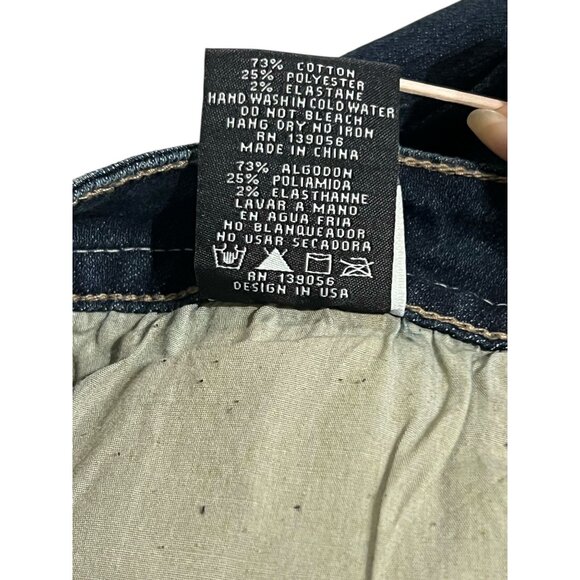 73% COTTON
25% POLYESTER
2% ELASTANE
HAND WASH IN COLD WATER
DO NOT BLEACH
HANG DRY NO IRON
RN 139056
MADE IN CHINA
73% ALGODON
25% POLIAMIDA
2% ELASTHANNE
LAVAR A MANO
EN AGUA FRIA
NO BLANQUEADOR
NO USAR SECADORA
RN 139056
DESIGN IN USA